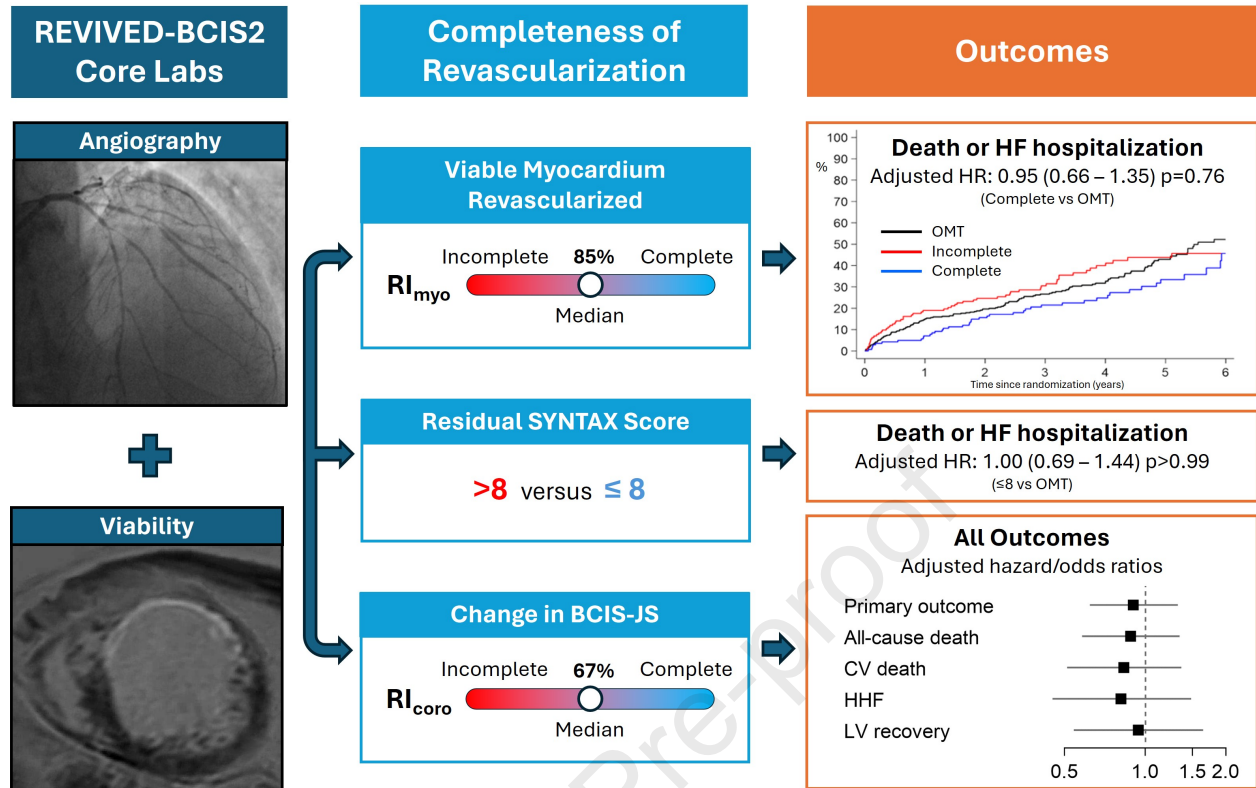 REVIVED-BCIS2
Core Labs
Completeness of
Revascularization
Outcomes
Angiography
Viability
Viable Myocardium
Revascularized
Incomplete 85% Complete
RImyo
Median
Residual SYNTAX Score
>8 versus ≤ 8
Change in BCIS-JS
Incomplete 67% Complete
RIcoro
Median
Death or HF hospitalization
Adjusted HR: 0.95 (0.66 – 1.35) p=0.76
(Complete vs OMT)
%
100
90
80
70
60
50
40
30
20
10
0
OMT
Incomplete
Complete
0 1 2 3 4 5 6
Time since randomization (years)
Death or HF hospitalization
Adjusted HR: 1.00 (0.69 – 1.44) p>0.99
(≤8 vs OMT)
All Outcomes
Adjusted hazard/odds ratios
Primary outcome
All-cause death
CV death
HHF
LV recovery
0.5 1.0 1.5 2.0
Pre-proof